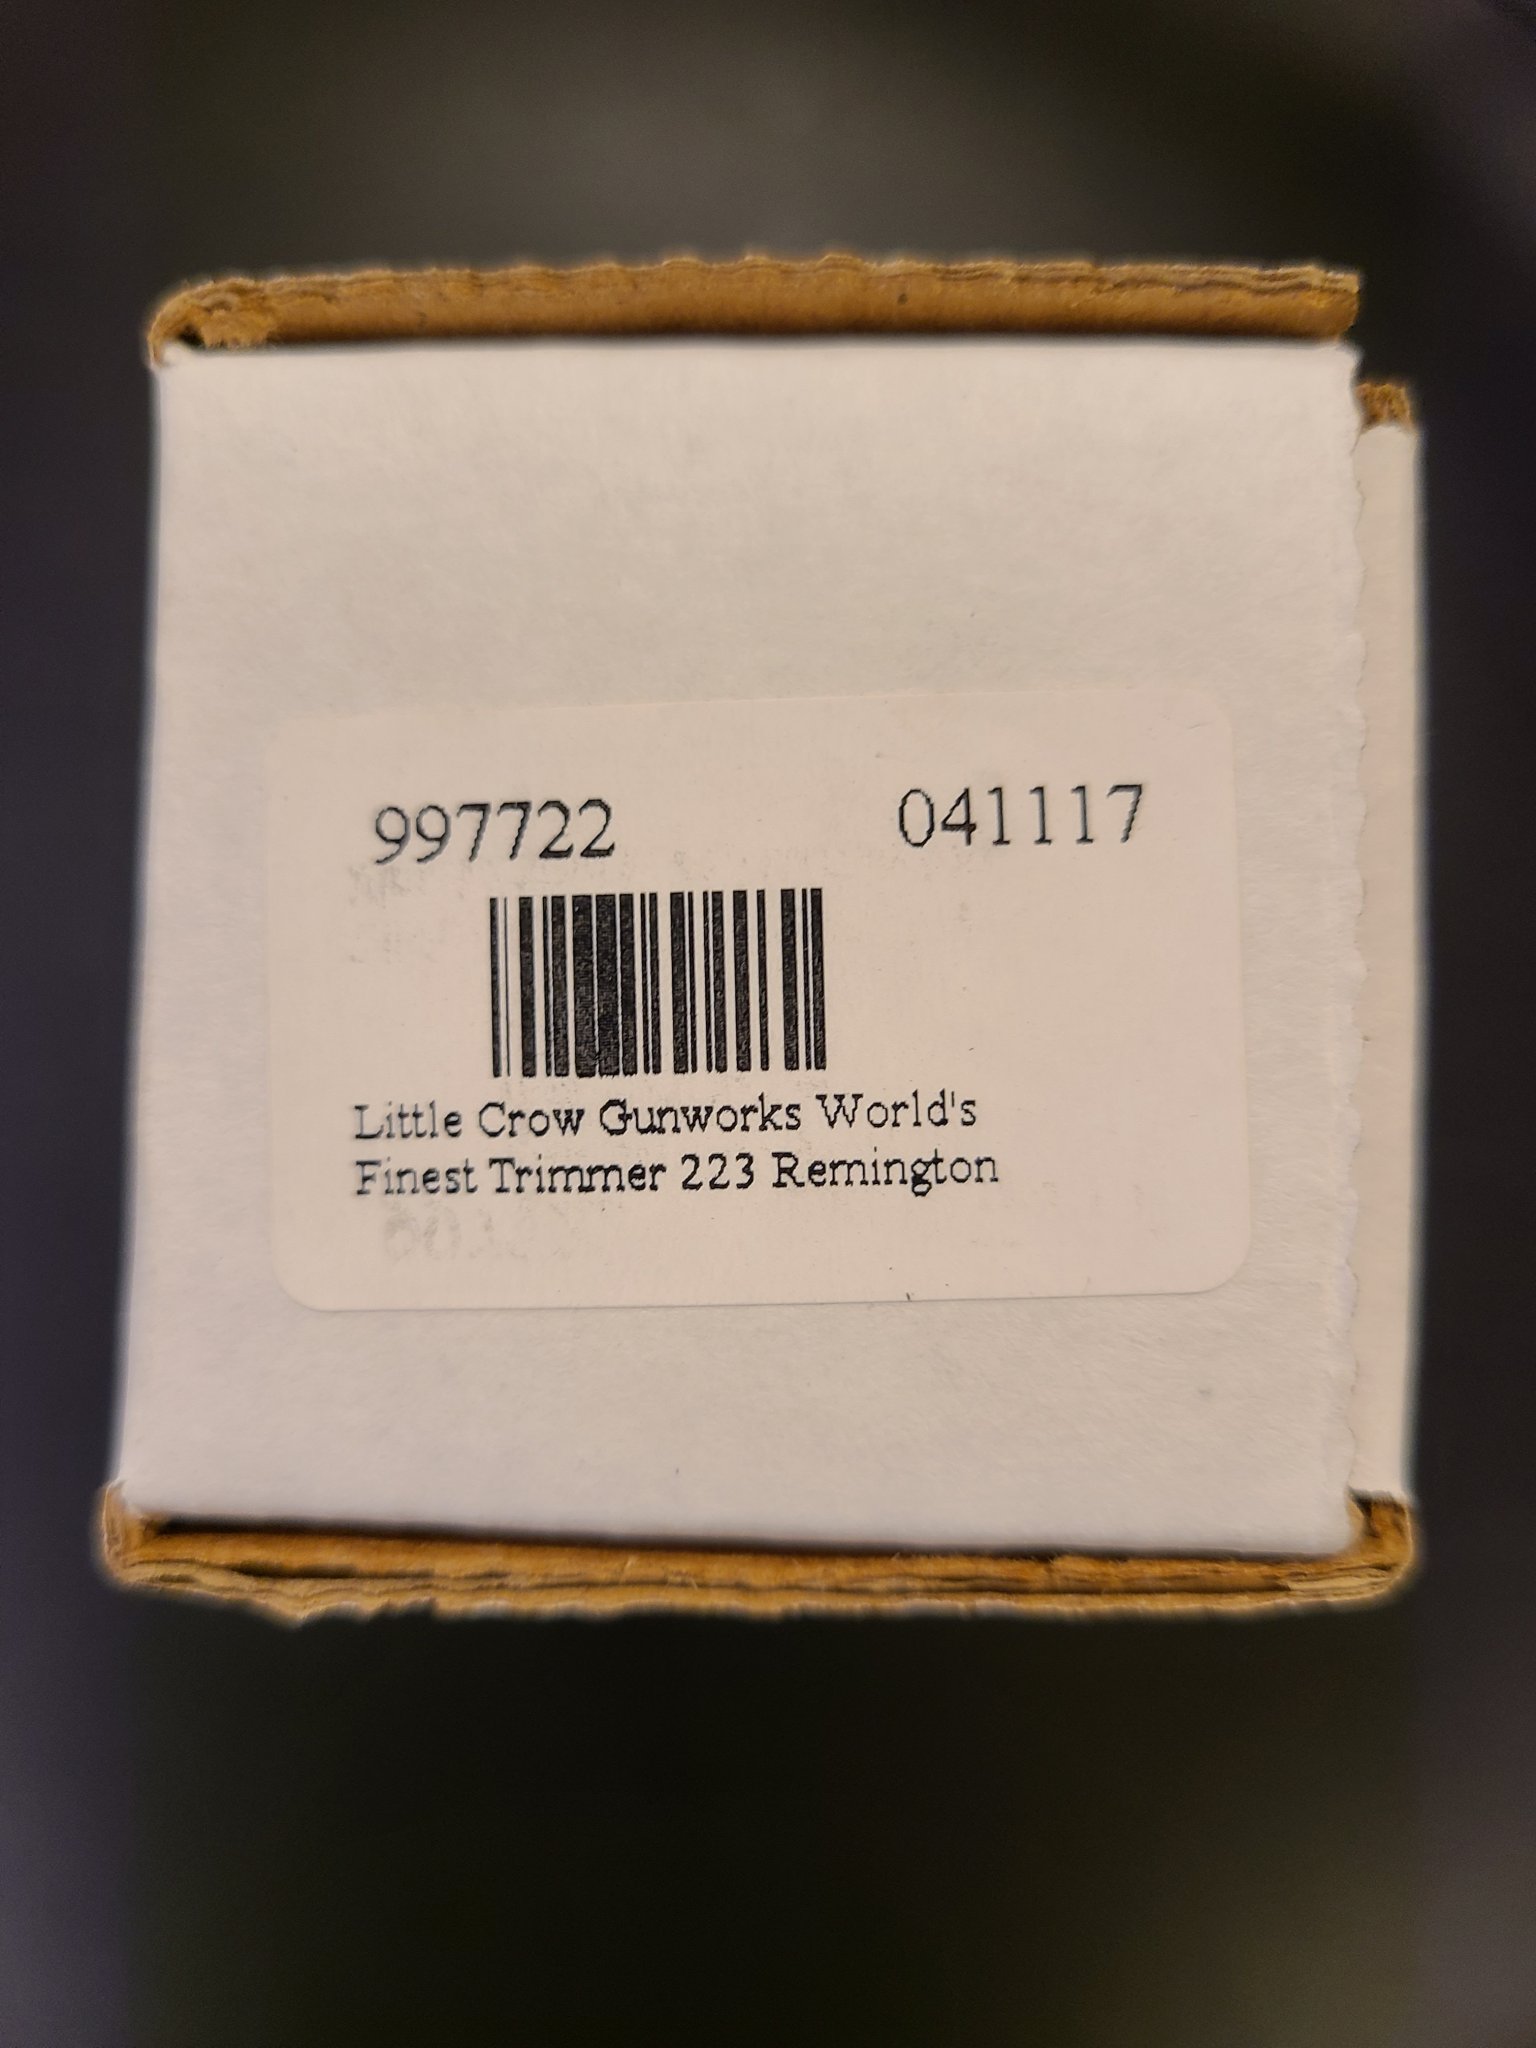 997722 041117
Little Crow Gunworks World's
Finest Trimmer 223 Remington